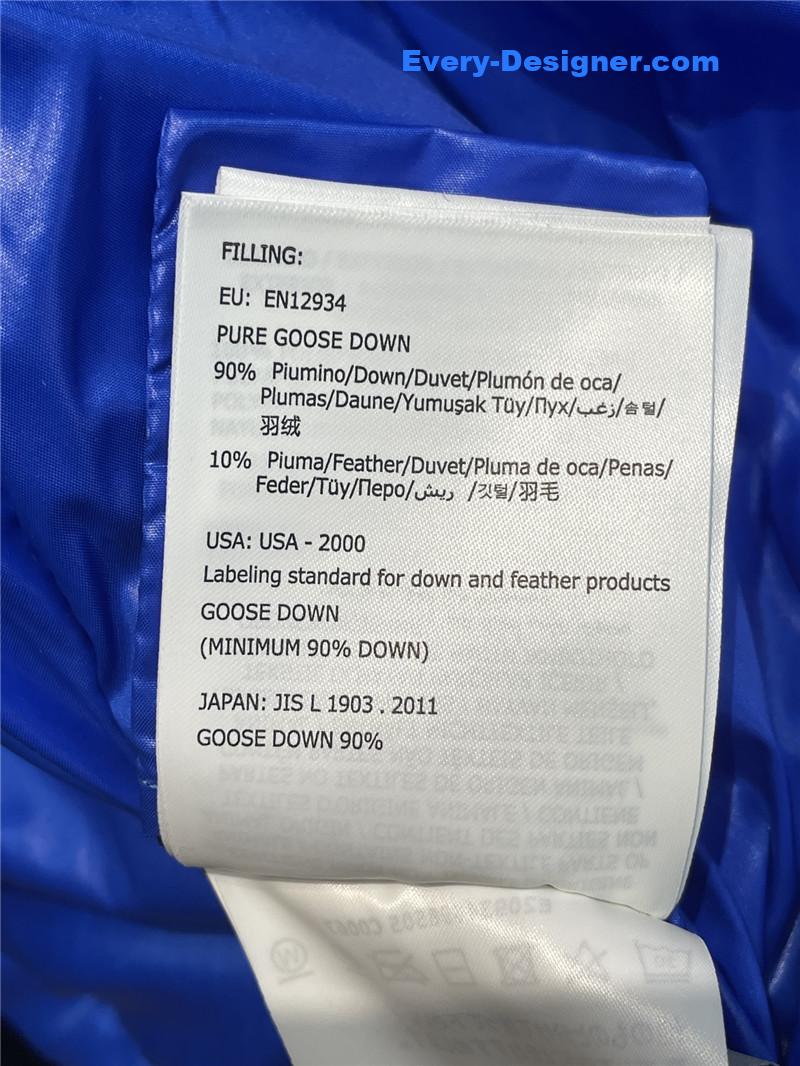 Every-Designer.com
FILLING:
EU: EN12934
PURE GOOSE DOWN
90% Piumino/Down/Duvet/Plumón de oca/
Plumas/Daune/Yumuşak Tüy/Пух/زغب/솜털/
羽绒
10% Piuma/Feather/Duvet/Pluma de oca/Penas/
Feder/Tüy/Перо/ریش /깃털/羽毛
USA: USA - 2000
Labeling standard for down and feather products
GOOSE DOWN
(MINIMUM 90% DOWN)
JAPAN: JIS L 1903 . 2011
GOOSE DOWN 90%